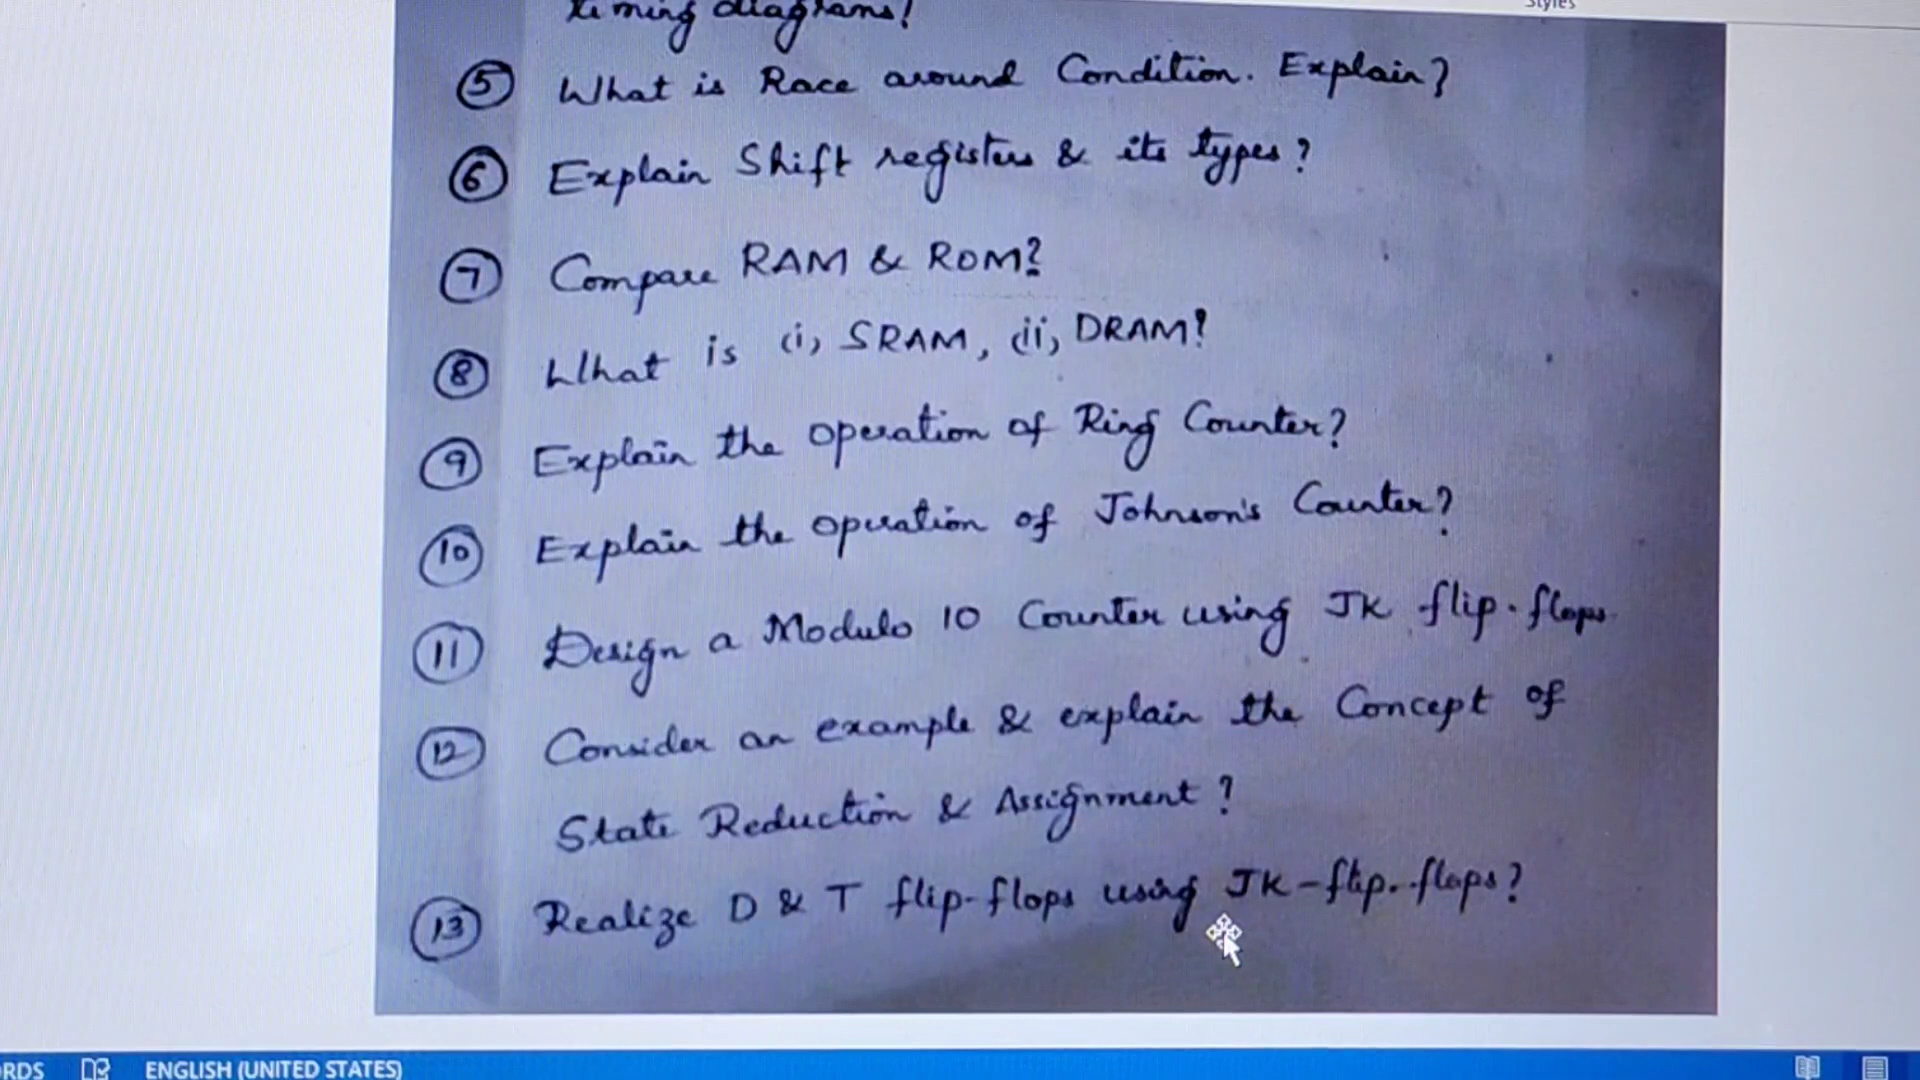 Styles
timing diagrams!
5 What is Race around Condition. Explain?
6 Explain Shift registers & its types?
7 Compare RAM & ROM?
8 What is (i) SRAM, (ii) DRAM?
9 Explain the operation of Ring Counter?
10 Explain the operation of Johnson's Counter?
11 Design a Modulo 10 Counter using JK flip-flops
12 Consider an example & explain the Concept of
State Reduction & Assignment?
13 Realize D & T flip-flops using JK-flip-flops?
RDS ENGLISH (UNITED STATES)